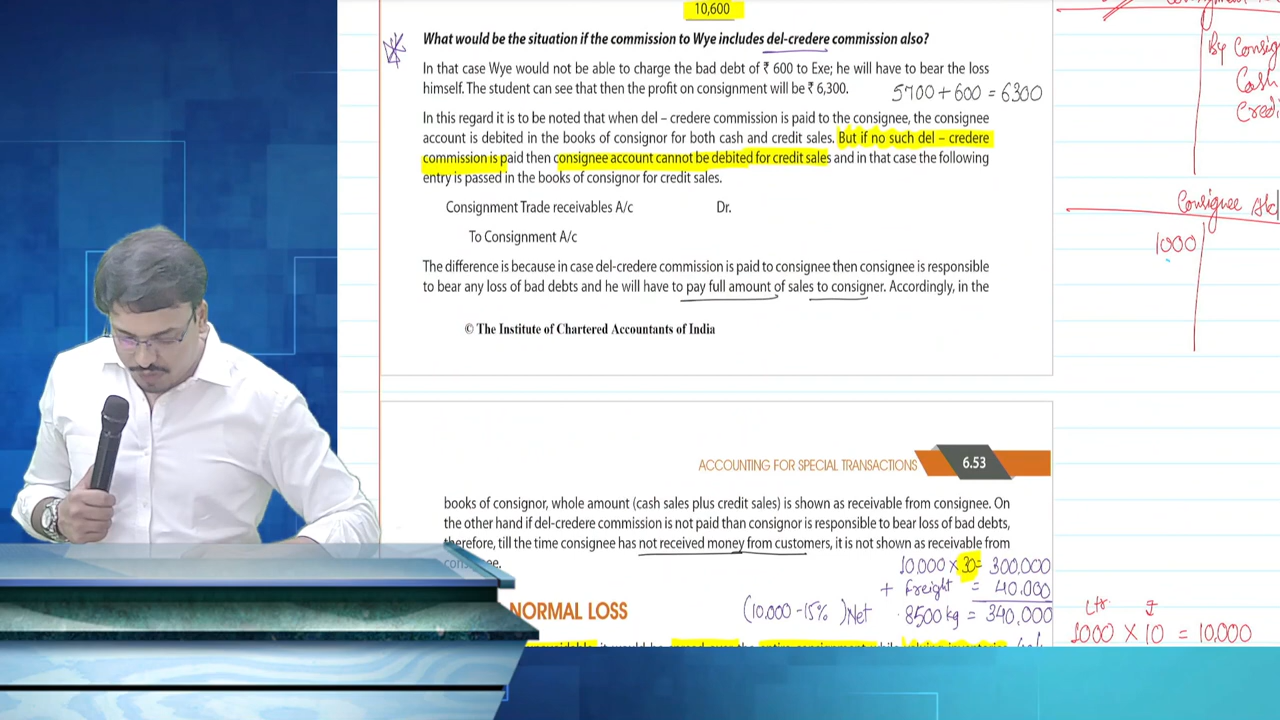 10,600
What would be the situation if the commission to Wye includes del-credere commission also?
In that case Wye would not be able to charge the bad debt of ₹ 600 to Exe; he will have to bear the loss
himself. The student can see that then the profit on consignment will be ₹ 6,300.
5700 + 600 = 6300
In this regard it is to be noted that when del – credere commission is paid to the consignee, the consignee
account is debited in the books of consignor for both cash and credit sales. But if no such del – credere
commission is paid then consignee account cannot be debited for credit sales and in that case the following
entry is passed in the books of consignor for credit sales.
Consignment Trade receivables A/c Dr.
To Consignment A/c
The difference is because in case del-credere commission is paid to consignee then consignee is responsible
to bear any loss of bad debts and he will have to pay full amount of sales to consigner. Accordingly, in the
© The Institute of Chartered Accountants of India
ACCOUNTING FOR SPECIAL TRANSACTIONS 6.53
books of consignor, whole amount (cash sales plus credit sales) is shown as receivable from consignee. On
the other hand if del-credere commission is not paid than consignor is responsible to bear loss of bad debts,
therefore, till the time consignee has not received money from customers, it is not shown as receivable from
10,000 × 30 = 300,000
+ freight = 40,000
(10,000 - 15% ) Net 8500 kg = 340,000
NORMAL LOSS
By Consig
Cash
Credi
Consignee A/c
1000
Ltr. ₹
1000 × 10 = 10,000